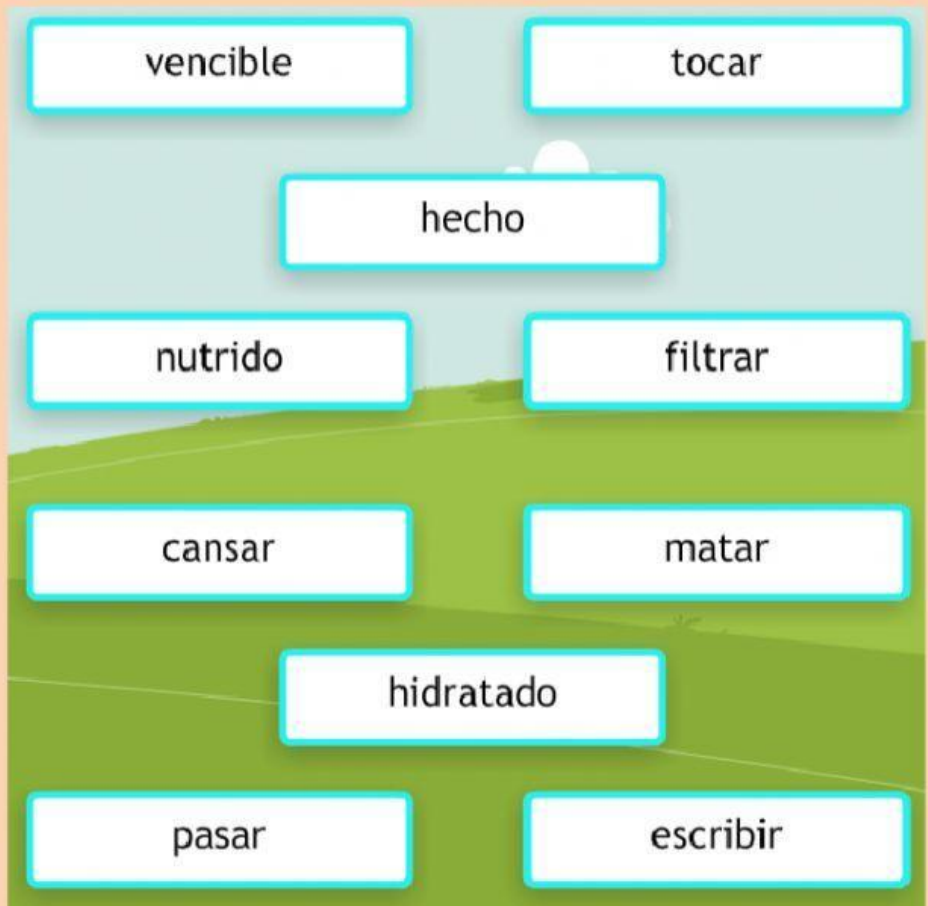 vencible
tocar
hecho
nutrido
filtrar
cansar
matar
hidratado
pasar
escribir